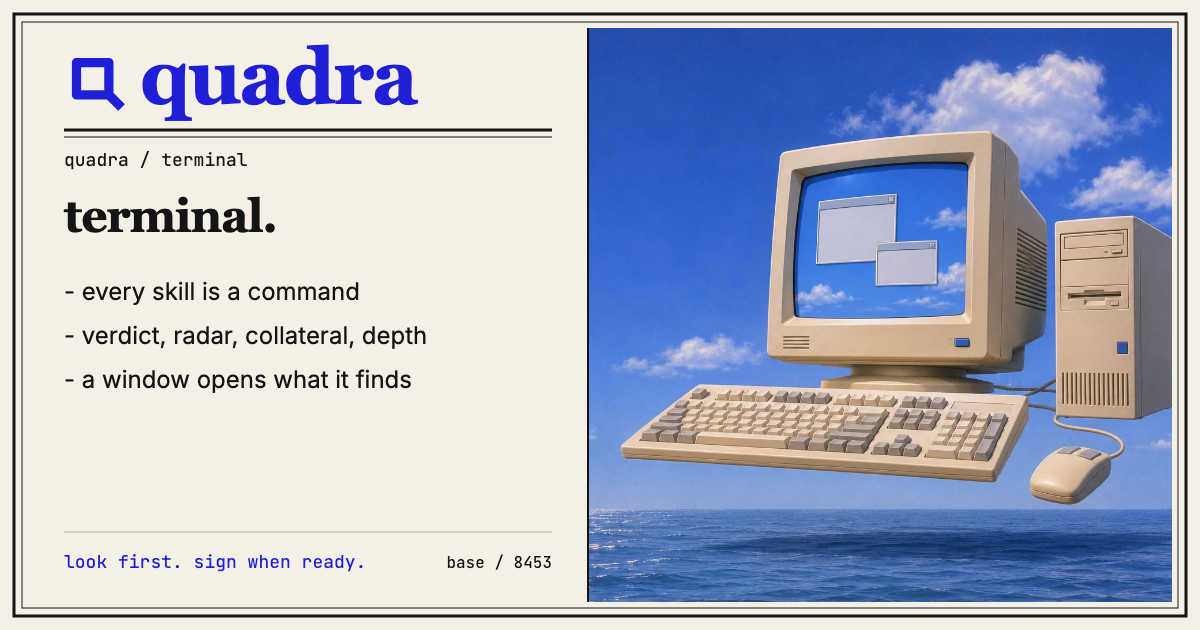 quadra
quadra / terminal
terminal.
- every skill is a command
- verdict, radar, collateral, depth
- a window opens what it finds
look first. sign when ready.
base / 8453